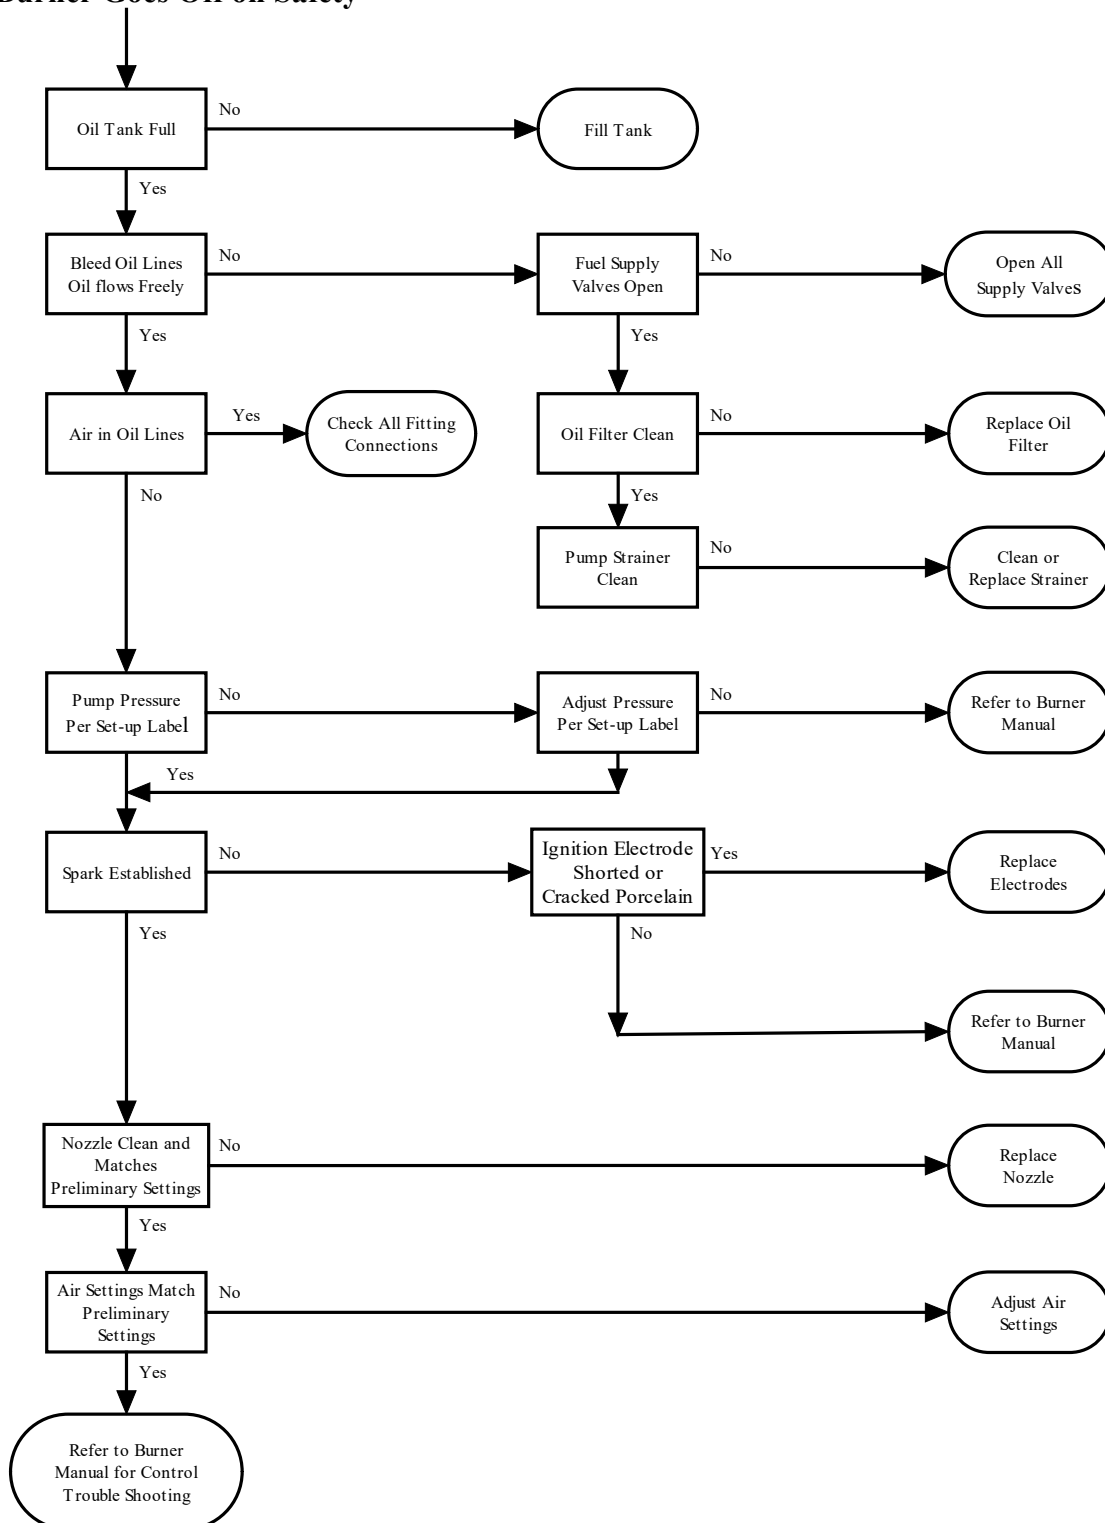 Burner Goes Off on Safety
Oil Tank Full
No
Fill Tank
Yes
Bleed Oil Lines
Oil flows Freely
No
Fuel Supply
Valves Open
No
Open All
Supply Valves
Yes
Yes
Air in Oil Lines
Yes
Check All Fitting
Connections
Oil Filter Clean
No
Replace Oil
Filter
No
Yes
Pump Strainer
Clean
No
Clean or
Replace Strainer
Pump Pressure
Per Set-up Label
No
Adjust Pressure
Per Set-up Label
No
Refer to Burner
Manual
Yes
Spark Established
No
Ignition Electrode
Shorted or
Cracked Porcelain
Yes
Replace
Electrodes
Yes
No
Refer to Burner
Manual
Nozzle Clean and
Matches
Preliminary Settings
No
Replace
Nozzle
Yes
Air Settings Match
Preliminary
Settings
No
Adjust Air
Settings
Yes
Refer to Burner
Manual for Control
Trouble Shooting